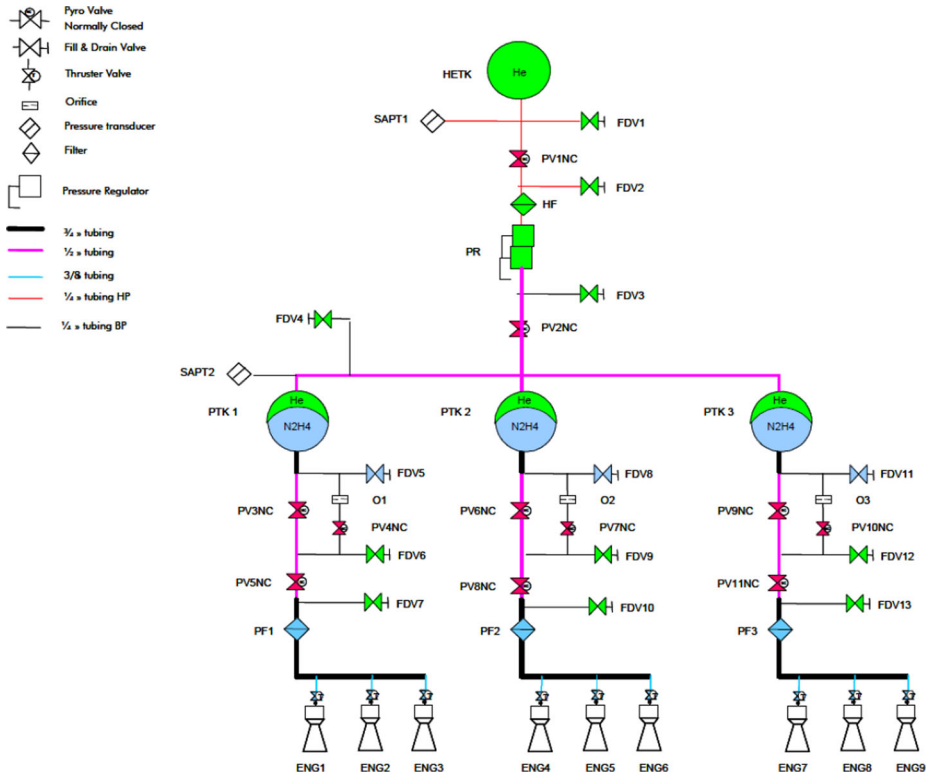 Pyro Valve
Normally Closed
Fill & Drain Valve
Thruster Valve
Orifice
Pressure transducer
Filter
Pressure Regulator
¾ » tubing
½ » tubing
3/8 tubing
¼ » tubing HP
¼ » tubing BP
HETK
He
SAPT1
FDV1
PV1NC
FDV2
HF
PR
FDV3
FDV4
PV2NC
SAPT2
PTK 1
He
N2H4
PTK 2
He
N2H4
PTK 3
He
N2H4
FDV5
FDV8
FDV11
O1
O2
O3
PV3NC
PV4NC
PV6NC
PV7NC
PV9NC
PV10NC
FDV6
FDV9
FDV12
PV5NC
PV8NC
PV11NC
FDV7
FDV10
FDV13
PF1
PF2
PF3
ENG1
ENG2
ENG3
ENG4
ENG5
ENG6
ENG7
ENG8
ENG9